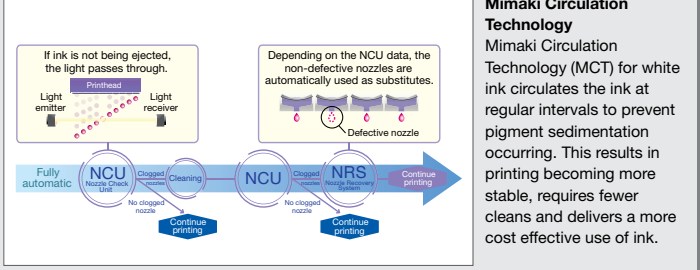 If ink is not being ejected,
the light passes through.
Printhead
Light
emitter
Light
receiver
Depending on the NCU data, the
non-defective nozzles are
automatically used as substitutes.
Defective nozzle
Fully
automatic
NCU
Nozzle Check
Unit
Clogged
nozzles
No clogged
nozzle
Cleaning
Continue
printing
NCU
Clogged
nozzles
No clogged
nozzle
NRS
Nozzle Recovery
System
Continue
printing
Continue
printing
Mimaki Circulation
Technology
Mimaki Circulation
Technology (MCT) for white
ink circulates the ink at
regular intervals to prevent
pigment sedimentation
occurring. This results in
printing becoming more
stable, requires fewer
cleans and delivers a more
cost effective use of ink.